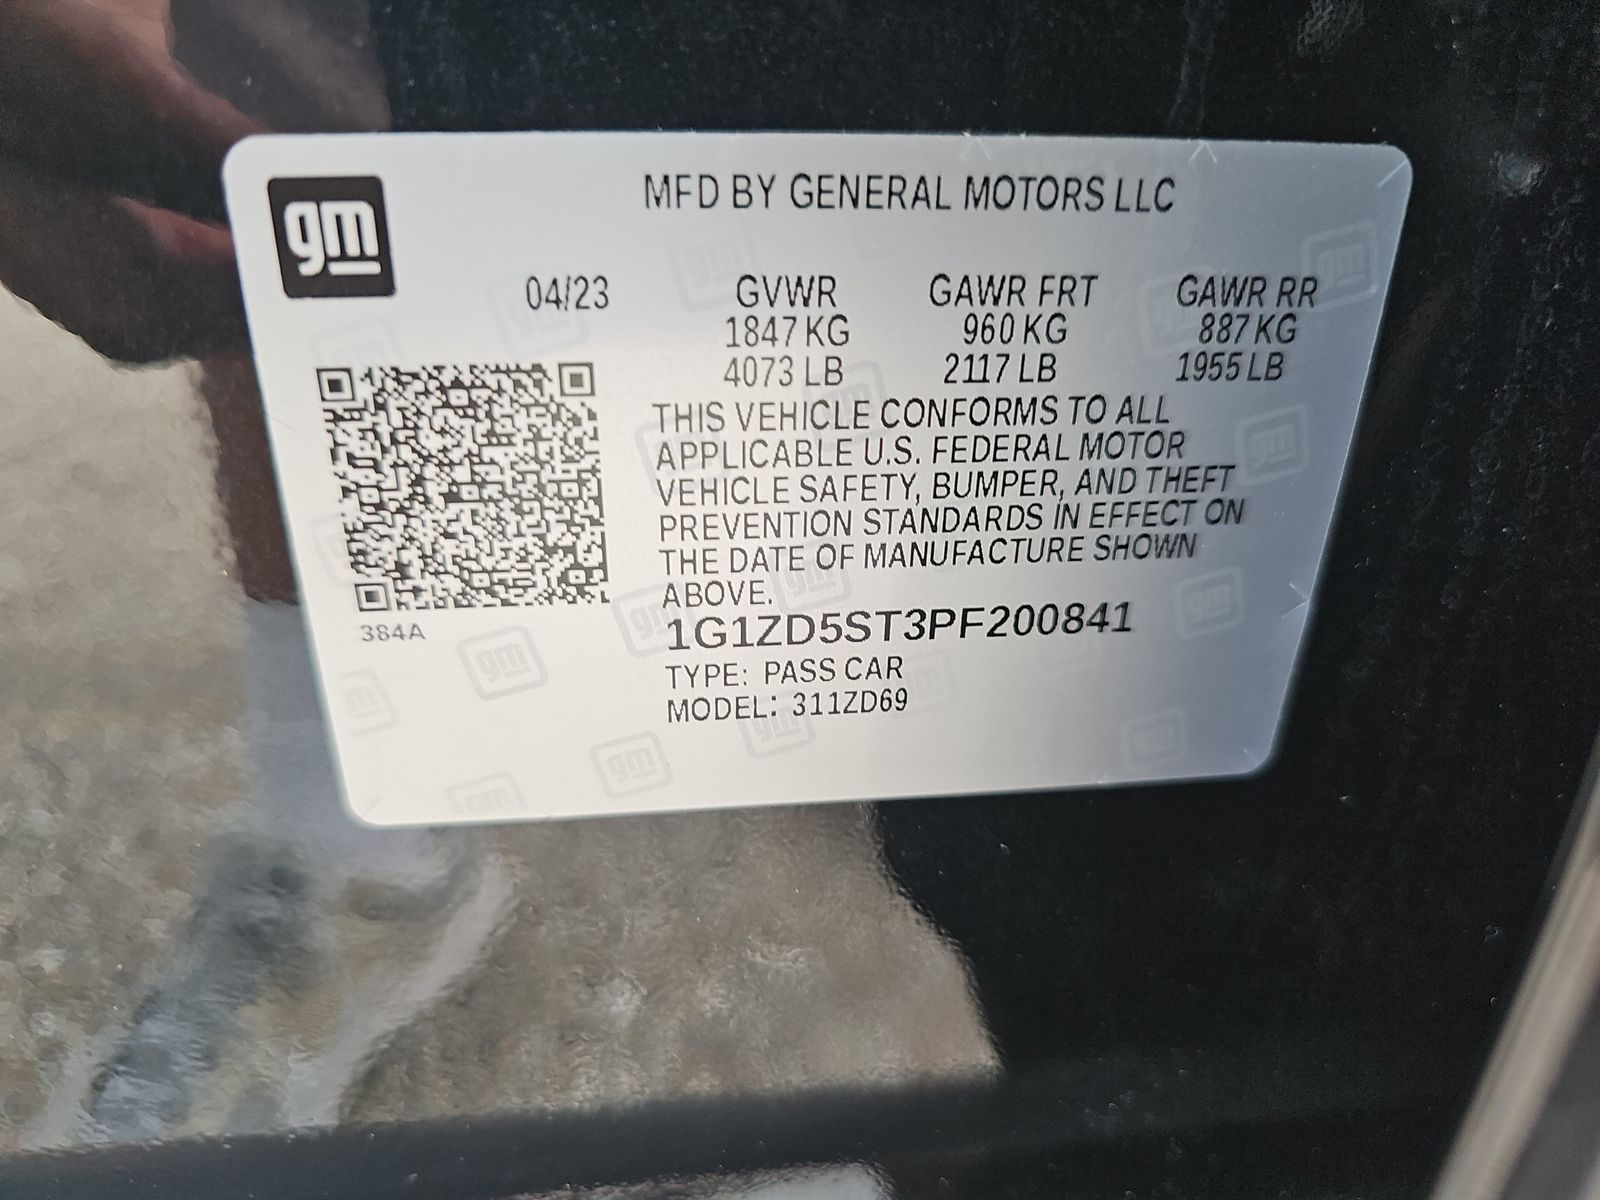 gm
MFD BY GENERAL MOTORS LLC
04/23 GVWR GAWR FRT GAWR RR
1847 KG 960 KG 887 KG
4073 LB 2117 LB 1955 LB
THIS VEHICLE CONFORMS TO ALL
APPLICABLE U.S. FEDERAL MOTOR
VEHICLE SAFETY, BUMPER, AND THEFT
PREVENTION STANDARDS IN EFFECT ON
THE DATE OF MANUFACTURE SHOWN
ABOVE.
384A
1G1ZD5ST3PF200841
TYPE: PASS CAR
MODEL: 311ZD69